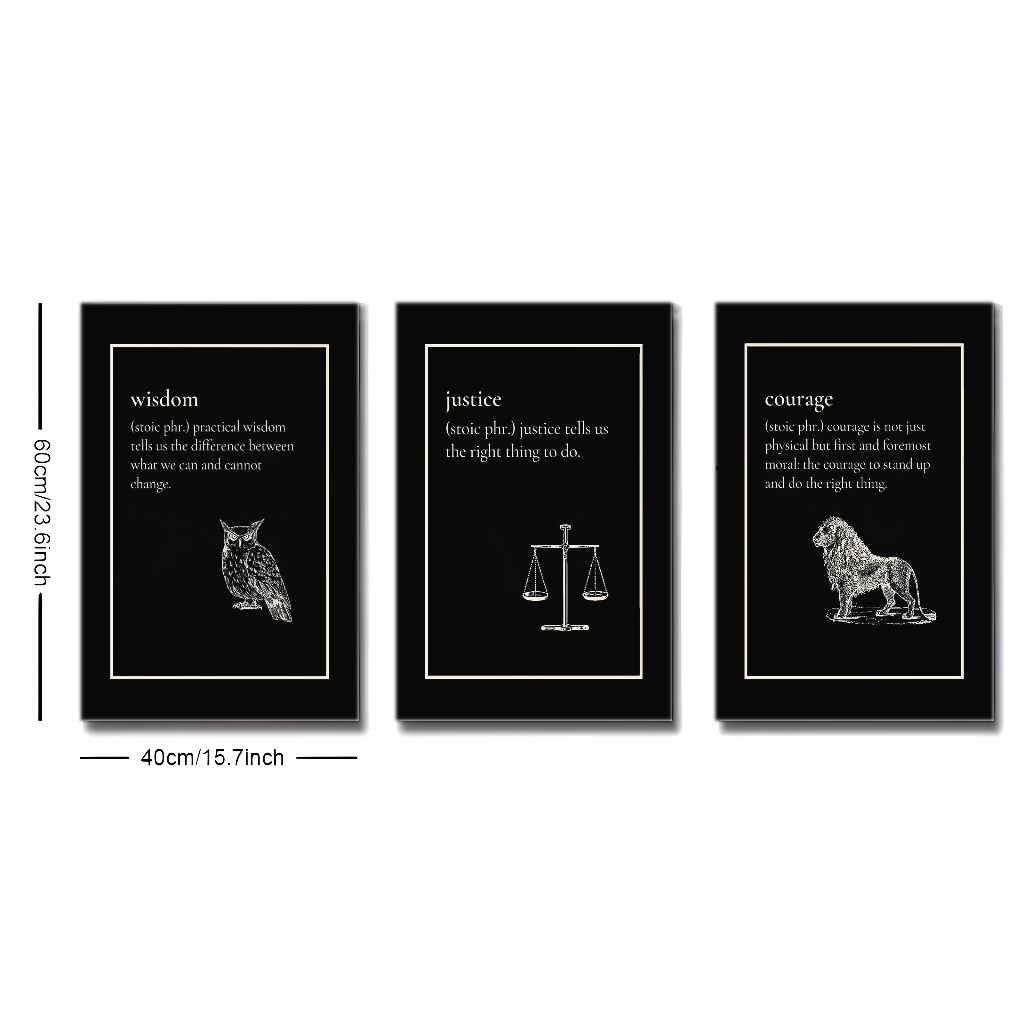 wisdom
(stoic phr.) practical wisdom
tells us the difference between
what we can and cannot
change.
justice
(stoic phr.) justice tells us
the right thing to do.
courage
(stoic phr.) courage is not just
physical but first and foremost
moral: the courage to stand up
and do the right thing.
60cm/23.6inch
40cm/15.7inch